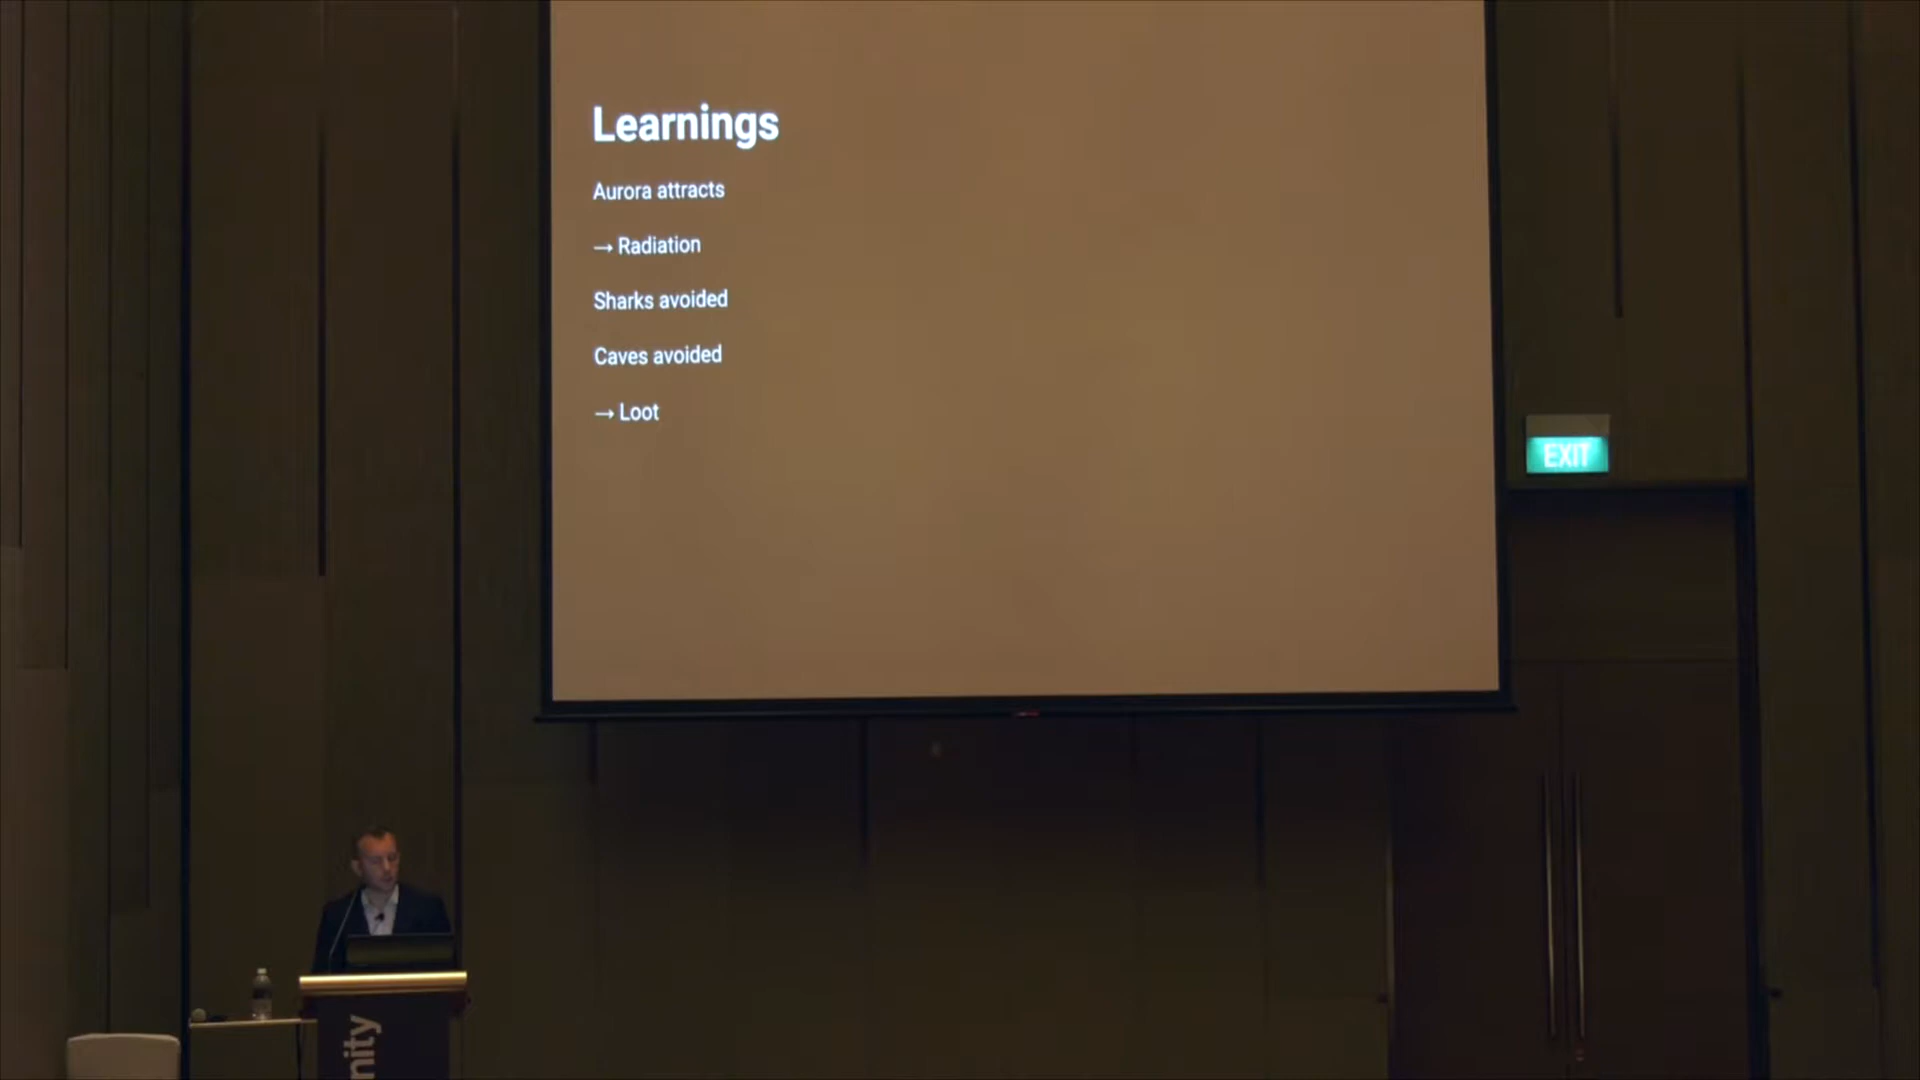 Learnings
Aurora attracts
→ Radiation
Sharks avoided
Caves avoided
→ Loot
EXIT
nity